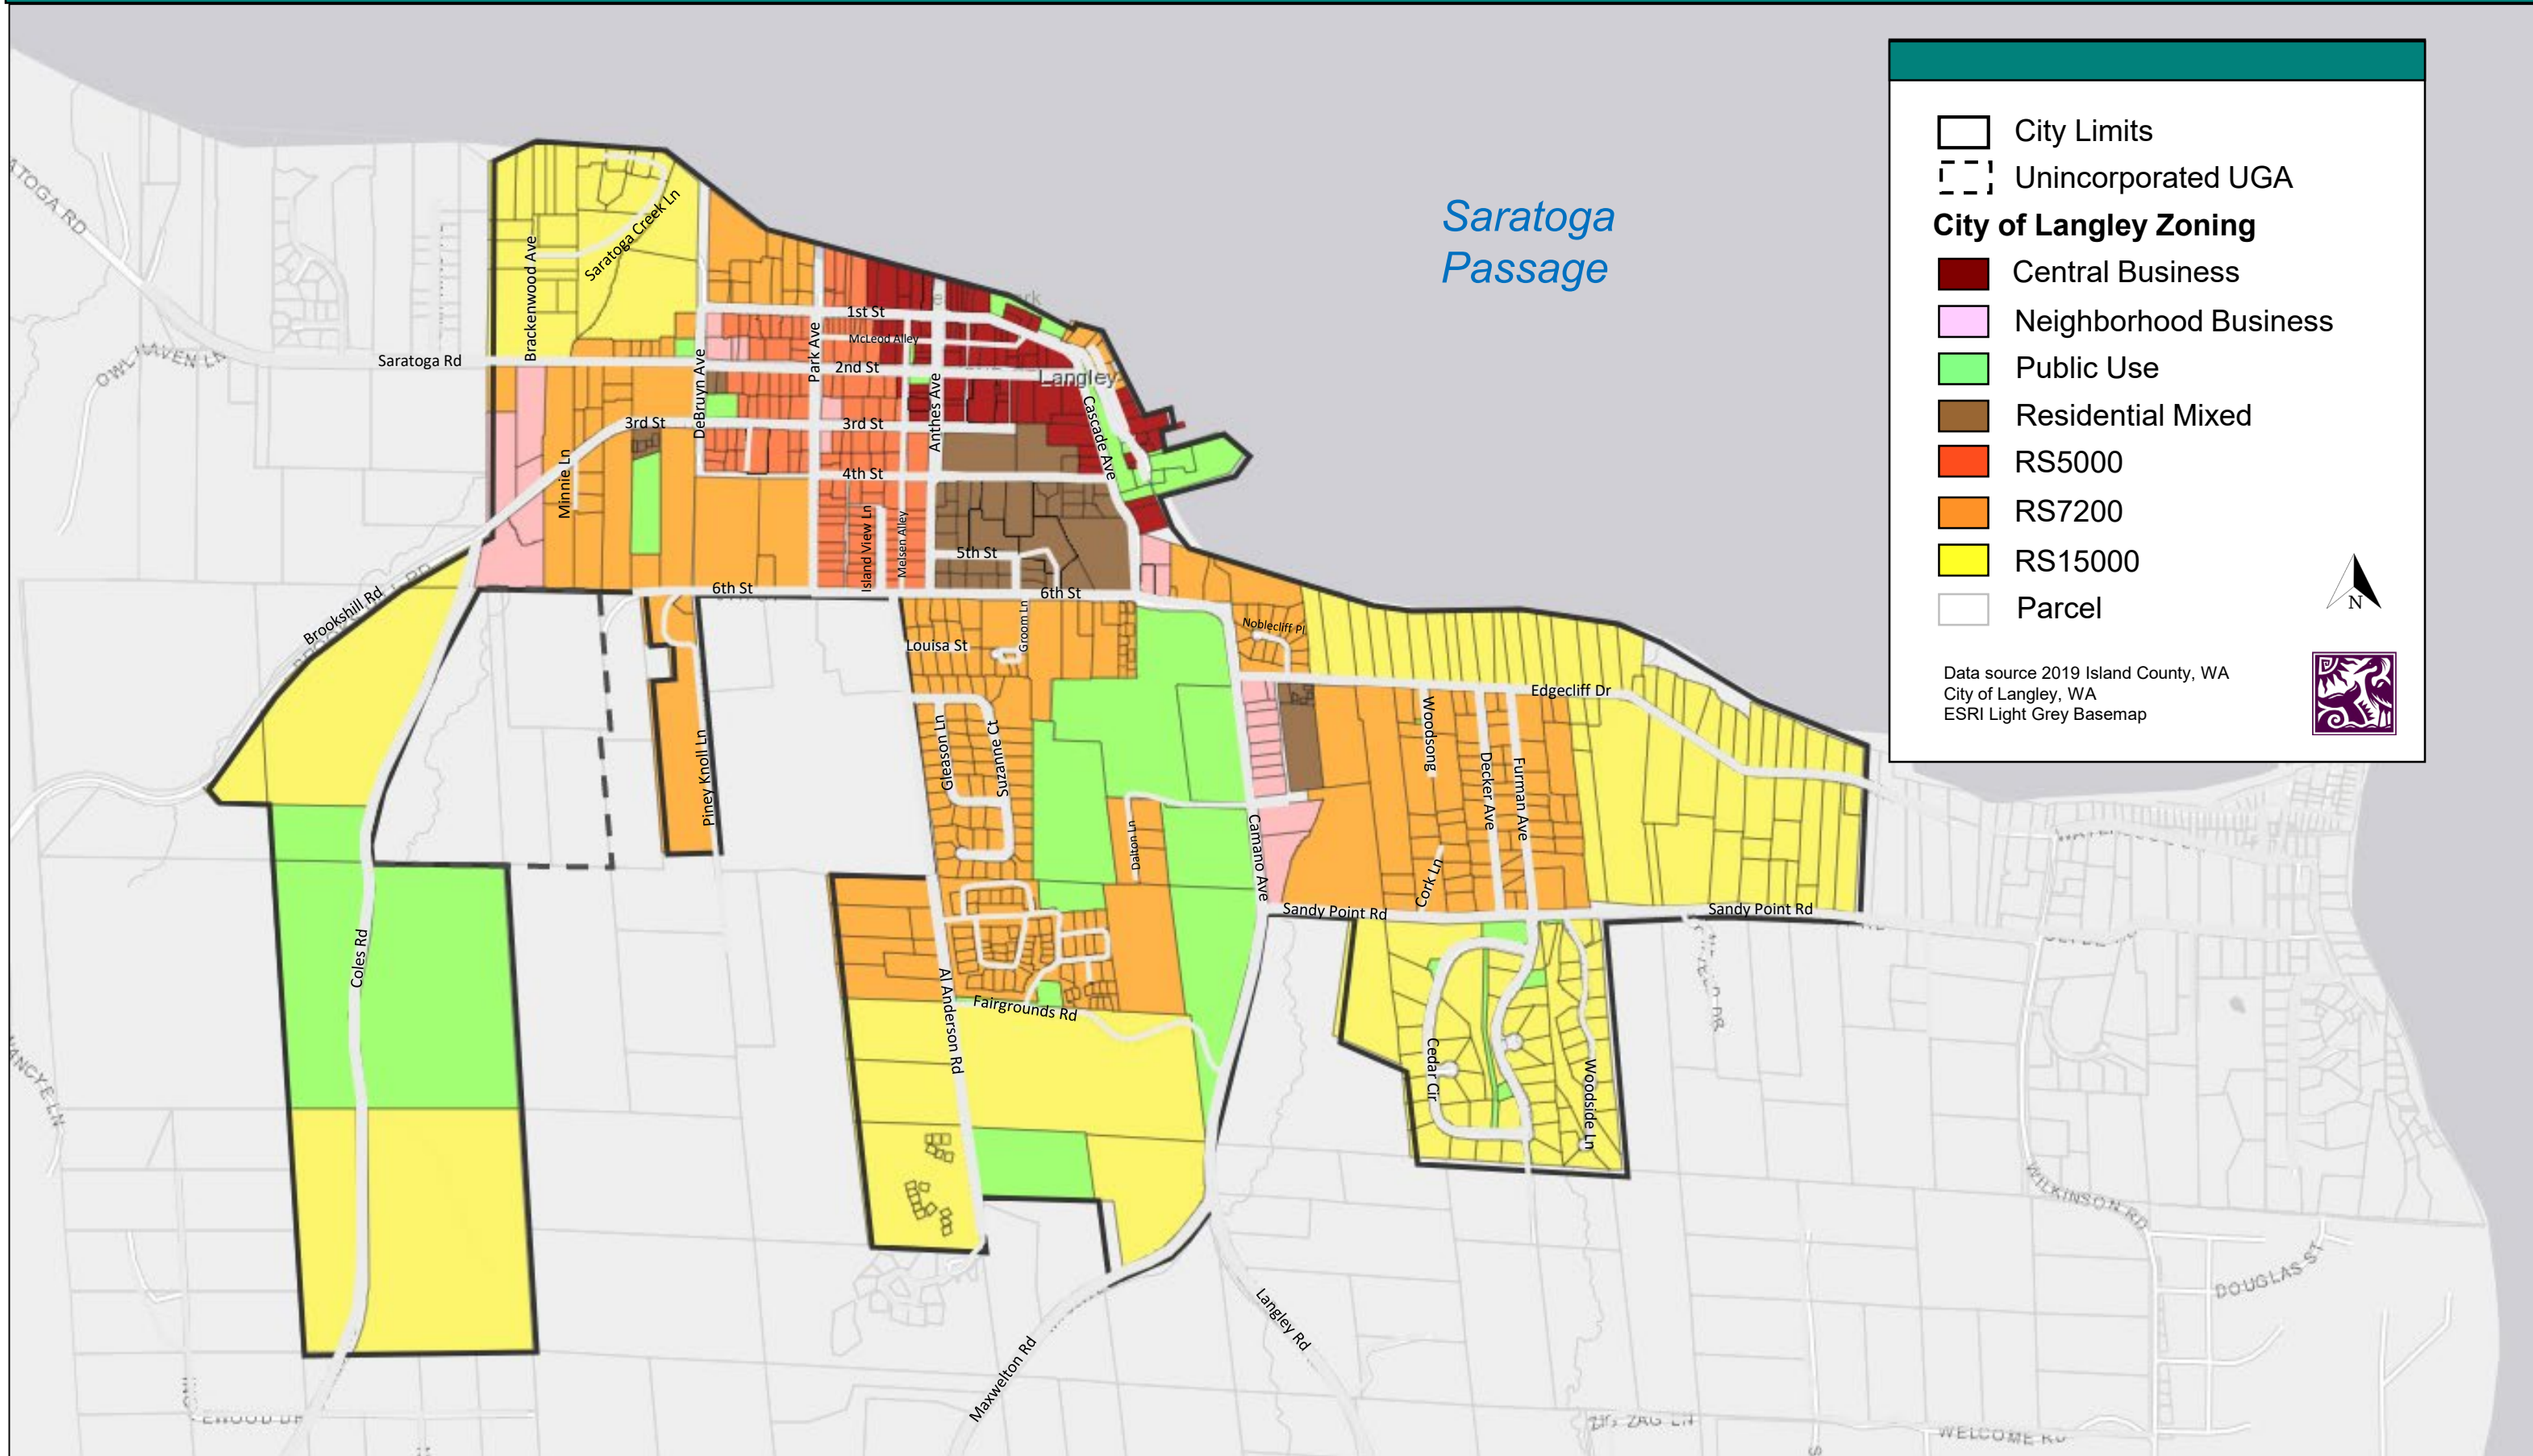 City Limits
Unincorporated UGA
City of Langley Zoning
Central Business
Neighborhood Business
Public Use
Residential Mixed
RS5000
RS7200
RS15000
Parcel
N
Data source 2019 Island County, WA
City of Langley, WA
ESRI Light Grey Basemap
Saratoga
Passage
Saratoga Creek Ln
Brackenwood Ave
OWL HAVEN LN
Saratoga Rd
1st St
McLeod Alley
Park Ave
2nd St
Langley
DeBruyn Ave
Anthes Ave
Cascade Ave
3rd St
3rd St
4th St
Minnie Ln
Island View Ln
Melsen Alley
5th St
6th St
6th St
Brookshill Rd
Louisa St
Groom Ln
Noblecliff Pl
Edgecliff Dr
Piney Knoll Ln
Gleason Ln
Suzanne Ct
Woodsong
Decker Ave
Furman Ave
Dalton Ln
Camano Ave
Cork Ln
Sandy Point Rd
Sandy Point Rd
Coles Rd
Al Anderson Rd
Fairgrounds Rd
Cedar Cir
Woodside Ln
WILKINSON RD
DOUGLAS ST
Langley Rd
Maxwelton Rd
ZIG ZAG LN
WELCOME RD